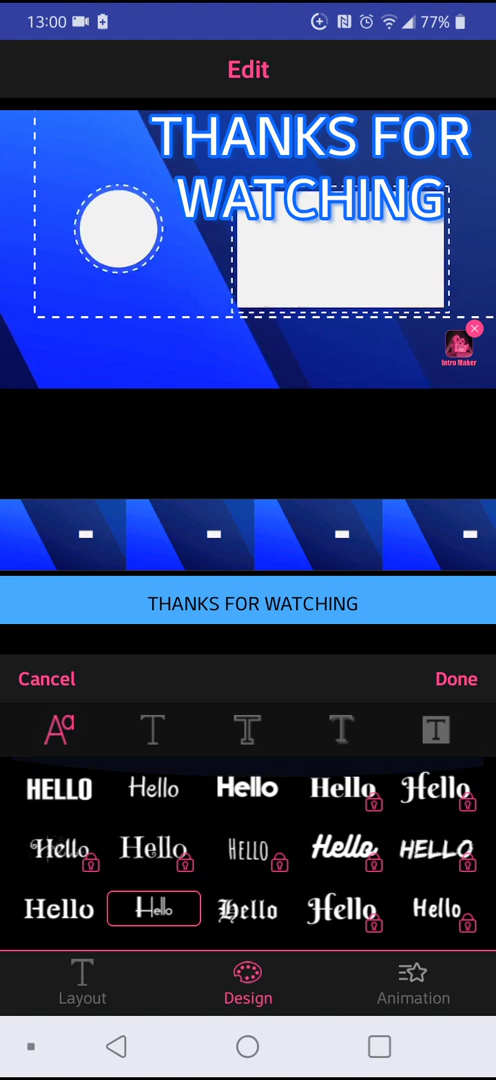 13:00
77%
Edit
THANKS FOR
WATCHING
Intro Maker
THANKS FOR WATCHING
Cancel
Done
Aa T T T T
HELLO Hello Hello Hello Hello
Hello Hello HELLO Hello HELLO
Hello Hello Hello Hello Hello
T
Layout Design Animation